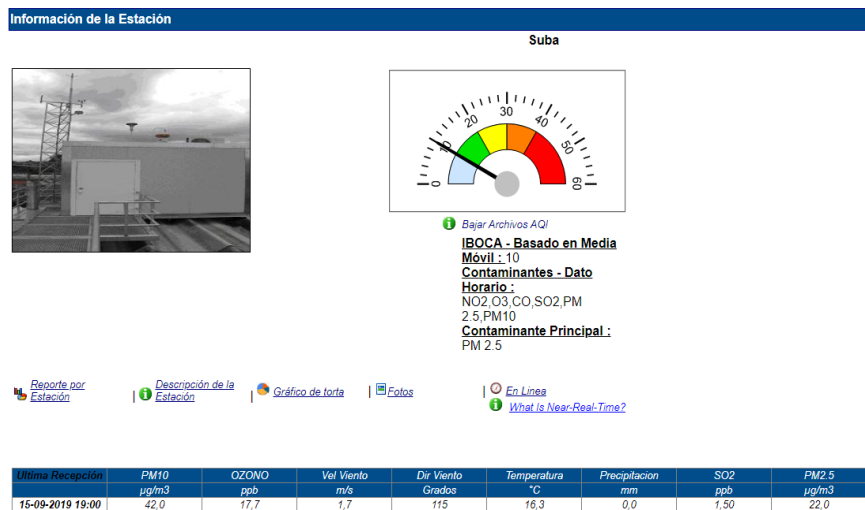 Información de la Estación
Suba
0 10 20 30 40 50 60
Bajar Archivos AQI
IBOCA - Basado en Media
Móvil : 10
Contaminantes - Dato
Horario :
NO2,O3,CO,SO2,PM
2.5,PM10
Contaminante Principal :
PM 2.5
Reporte por
Estación
| Descripción de la
Estación
| Gráfico de torta
| Fotos
| En Linea
What Is Near-Real-Time?
Ultima Recepción PM10 OZONO Vel Viento Dir Viento Temperatura Precipitacion SO2 PM2.5
µg/m3 ppb m/s Grados °C mm ppb µg/m3
15-09-2019 19:00 42,0 17,7 1,7 115 16,3 0,0 1,50 22,0